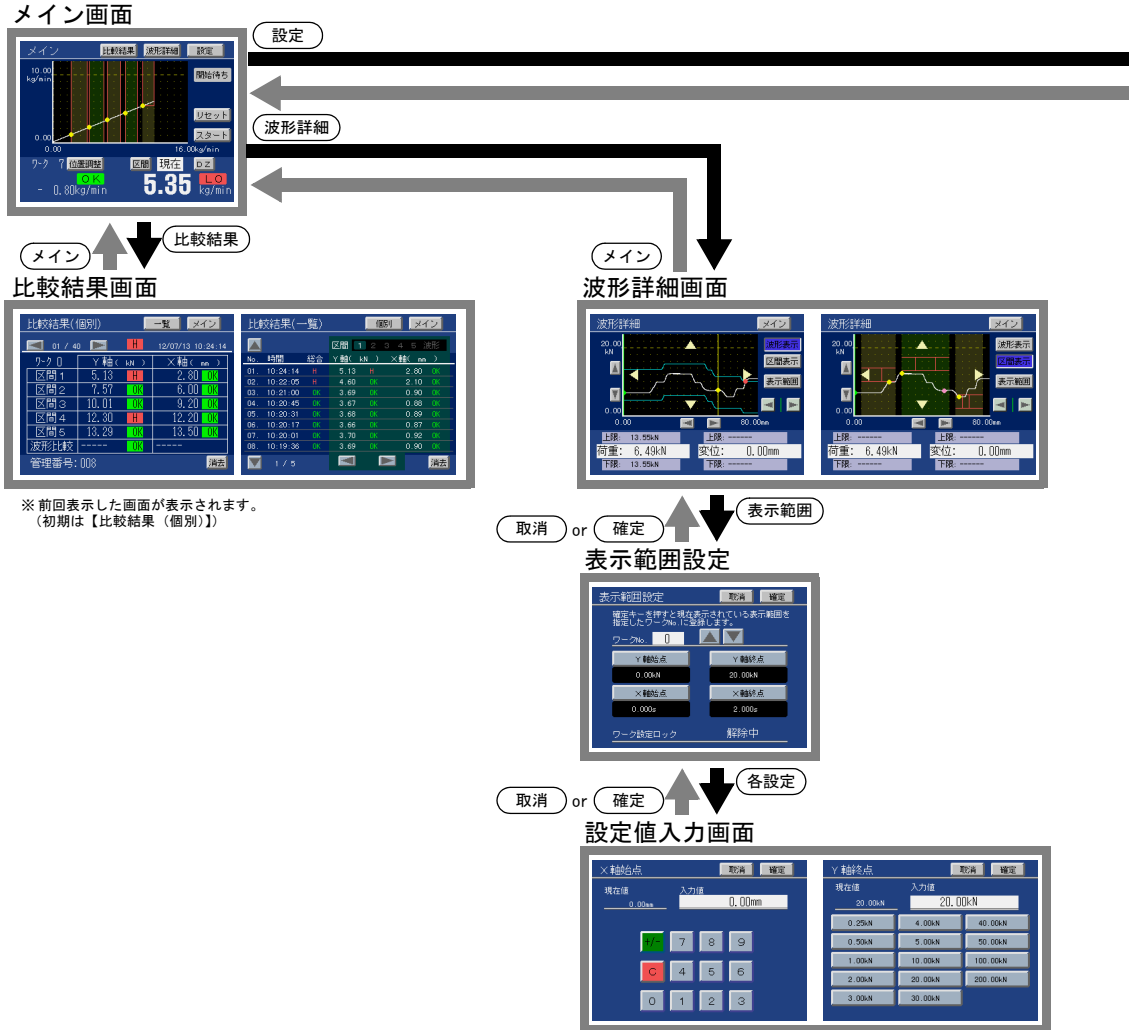 メイン画面
設定
メイン
比較結果
波形詳細
設定
10.00
kg/min
開始待ち
リセット
スタート
0.00
0.00
16.00kg/min
ワーク 7
位置調整
区間
現在
DZ
OK
- 0.80kg/min
5.35
LO
kg/min
波形詳細
メイン
比較結果
比較結果画面
比較結果(個別)
一覧
メイン
01 / 40
H
12/07/13 10:24:14
ワーク 0
Y軸( kN )
X軸( mm )
区間1 5.13 H 2.80 OK
区間2 7.57 OK 6.00 OK
区間3 10.01 OK 9.20 OK
区間4 12.30 H 12.20 OK
区間5 13.29 OK 13.50 OK
波形比較 ----- OK -----
管理番号:008
消去
比較結果(一覧)
個別
メイン
区間 1 2 3 4 5 波形
No. 時間 総合 Y軸( kN ) X軸( mm )
01. 10:24:14 H 5.13 H 2.80 OK
02. 10:22:05 H 4.60 OK 2.10 OK
03. 10:21:00 OK 3.69 OK 0.90 OK
04. 10:20:45 OK 3.67 OK 0.88 OK
05. 10:20:31 OK 3.68 OK 0.89 OK
06. 10:20:17 OK 3.66 OK 0.87 OK
07. 10:20:01 OK 3.70 OK 0.92 OK
08. 10:19:36 OK 3.69 OK 0.90 OK
1 / 5
消去
※前回表示した画面が表示されます。
(初期は【比較結果(個別)】)
メイン
波形詳細画面
波形詳細
メイン
20.00
kN
波形表示
区間表示
表示範囲
0.00
0.00
80.00mm
上限: 13.55kN
上限: ------
荷重: 6.49kN
変位: 0.00mm
下限: 13.55kN
下限: ------
波形詳細
メイン
20.00
kN
波形表示
区間表示
表示範囲
0.00
0.00
80.00mm
上限: ------
上限: ------
荷重: 6.49kN
変位: 0.00mm
下限: ------
下限: ------
取消 or 確定
表示範囲
表示範囲設定
表示範囲設定
取消
確定
確定キーを押すと現在表示されている表示範囲を
指定したワークNo.に登録します。
ワークNo. 0
Y軸始点
Y軸終点
0.00kN
20.00kN
X軸始点
X軸終点
0.000s
2.000s
ワーク設定ロック
解除中
取消 or 確定
各設定
設定値入力画面
X軸始点
取消
確定
現在値
入力値
0.00mm
0.00mm
+/- 7 8 9
C 4 5 6
0 1 2 3
Y軸終点
取消
確定
現在値
入力値
20.00kN
20.00kN
0.25kN 4.00kN 40.00kN
0.50kN 5.00kN 50.00kN
1.00kN 10.00kN 100.00kN
2.00kN 20.00kN 200.00kN
3.00kN 30.00kN